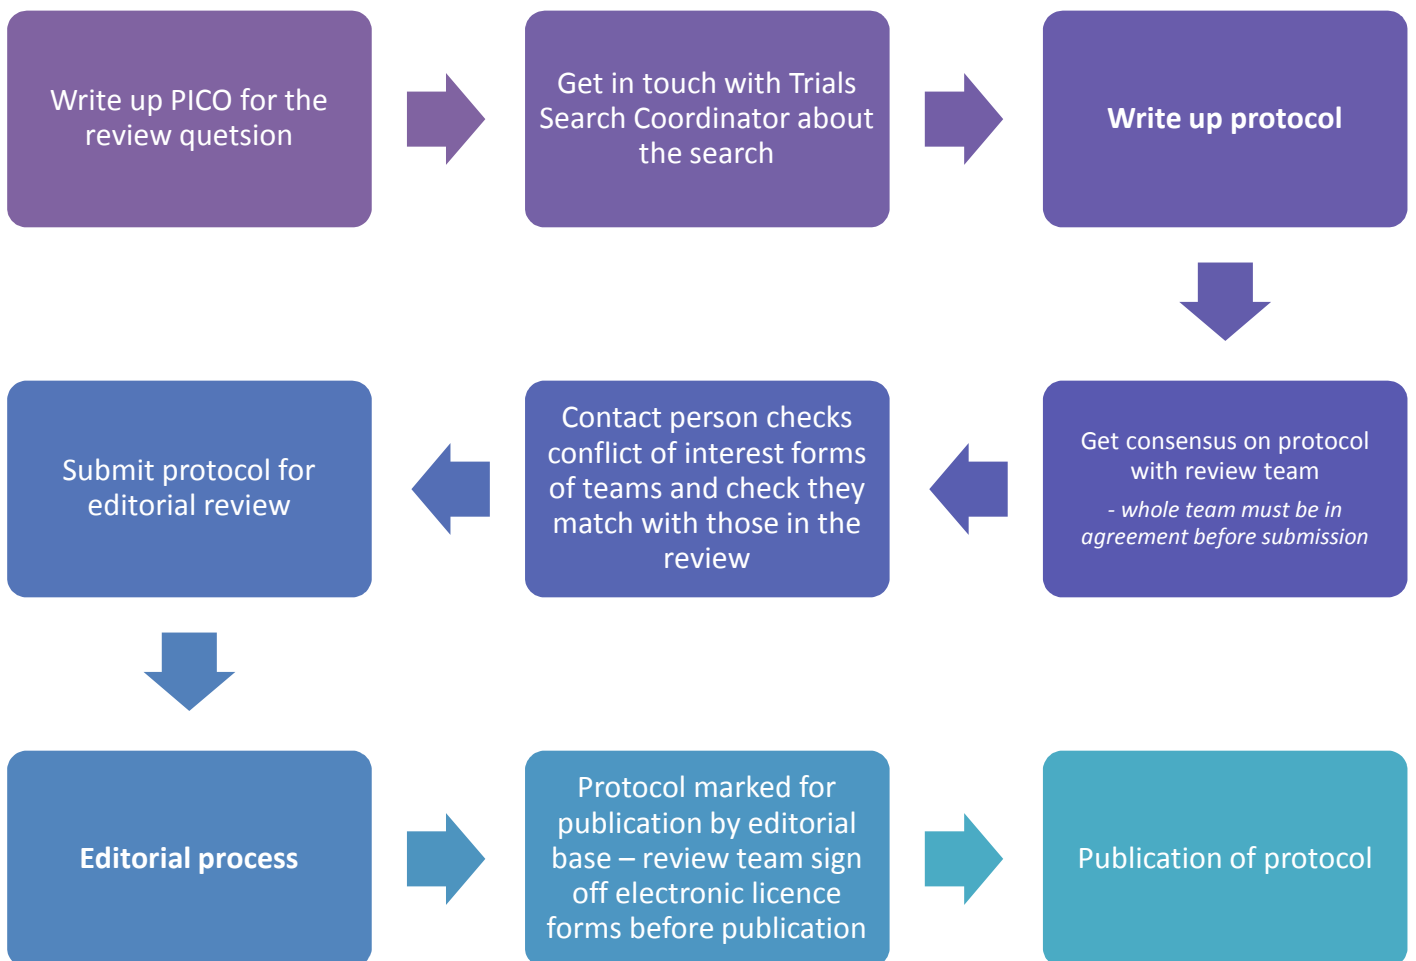 Write up PICO for the
review quetsion
Get in touch with Trials
Search Coordinator about
the search
Write up protocol
Get consensus on protocol
with review team
- whole team must be in
agreement before submission
Contact person checks
conflict of interest forms
of teams and check they
match with those in the
review
Submit protocol for
editorial review
Editorial process
Protocol marked for
publication by editorial
base – review team sign
off electronic licence
forms before publication
Publication of protocol